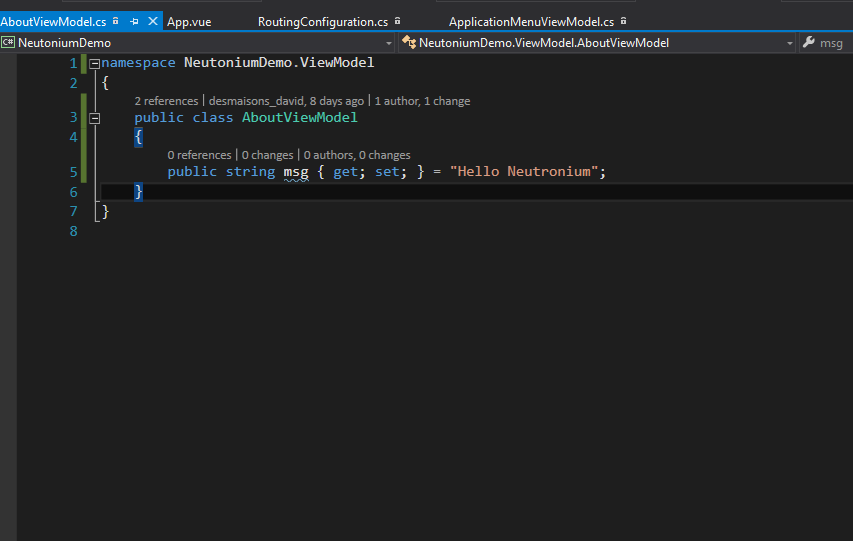 AboutViewModel.cs App.vue RoutingConfiguration.cs ApplicationMenuViewModel.cs
C# NeutoniumDemo NeutoniumDemo.ViewModel.AboutViewModel msg
1 namespace NeutoniumDemo.ViewModel
2 {
2 references | desmaisons_david, 8 days ago | 1 author, 1 change
3 public class AboutViewModel
4 {
0 references | 0 changes | 0 authors, 0 changes
5 public string msg { get; set; } = "Hello Neutronium";
6 }
7 }
8